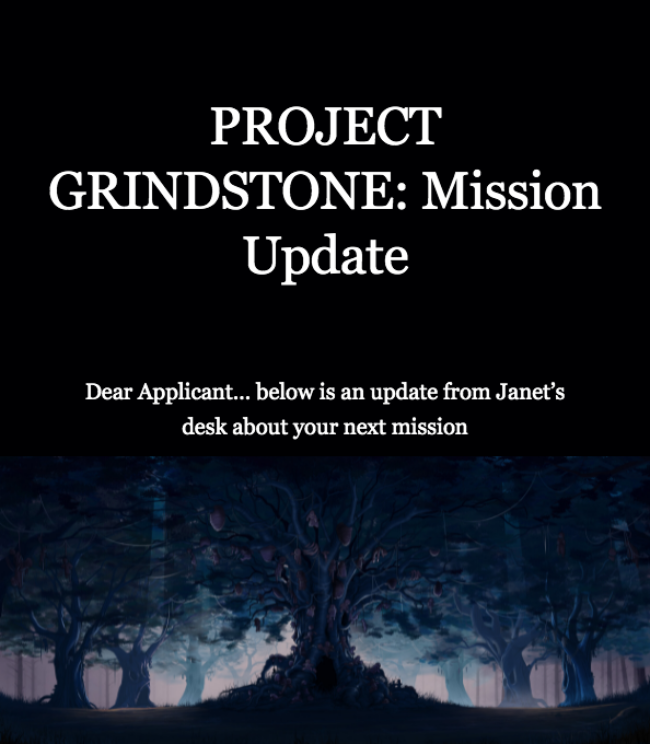 PROJECT
GRINDSTONE: Mission
Update
Dear Applicant... below is an update from Janet’s
desk about your next mission